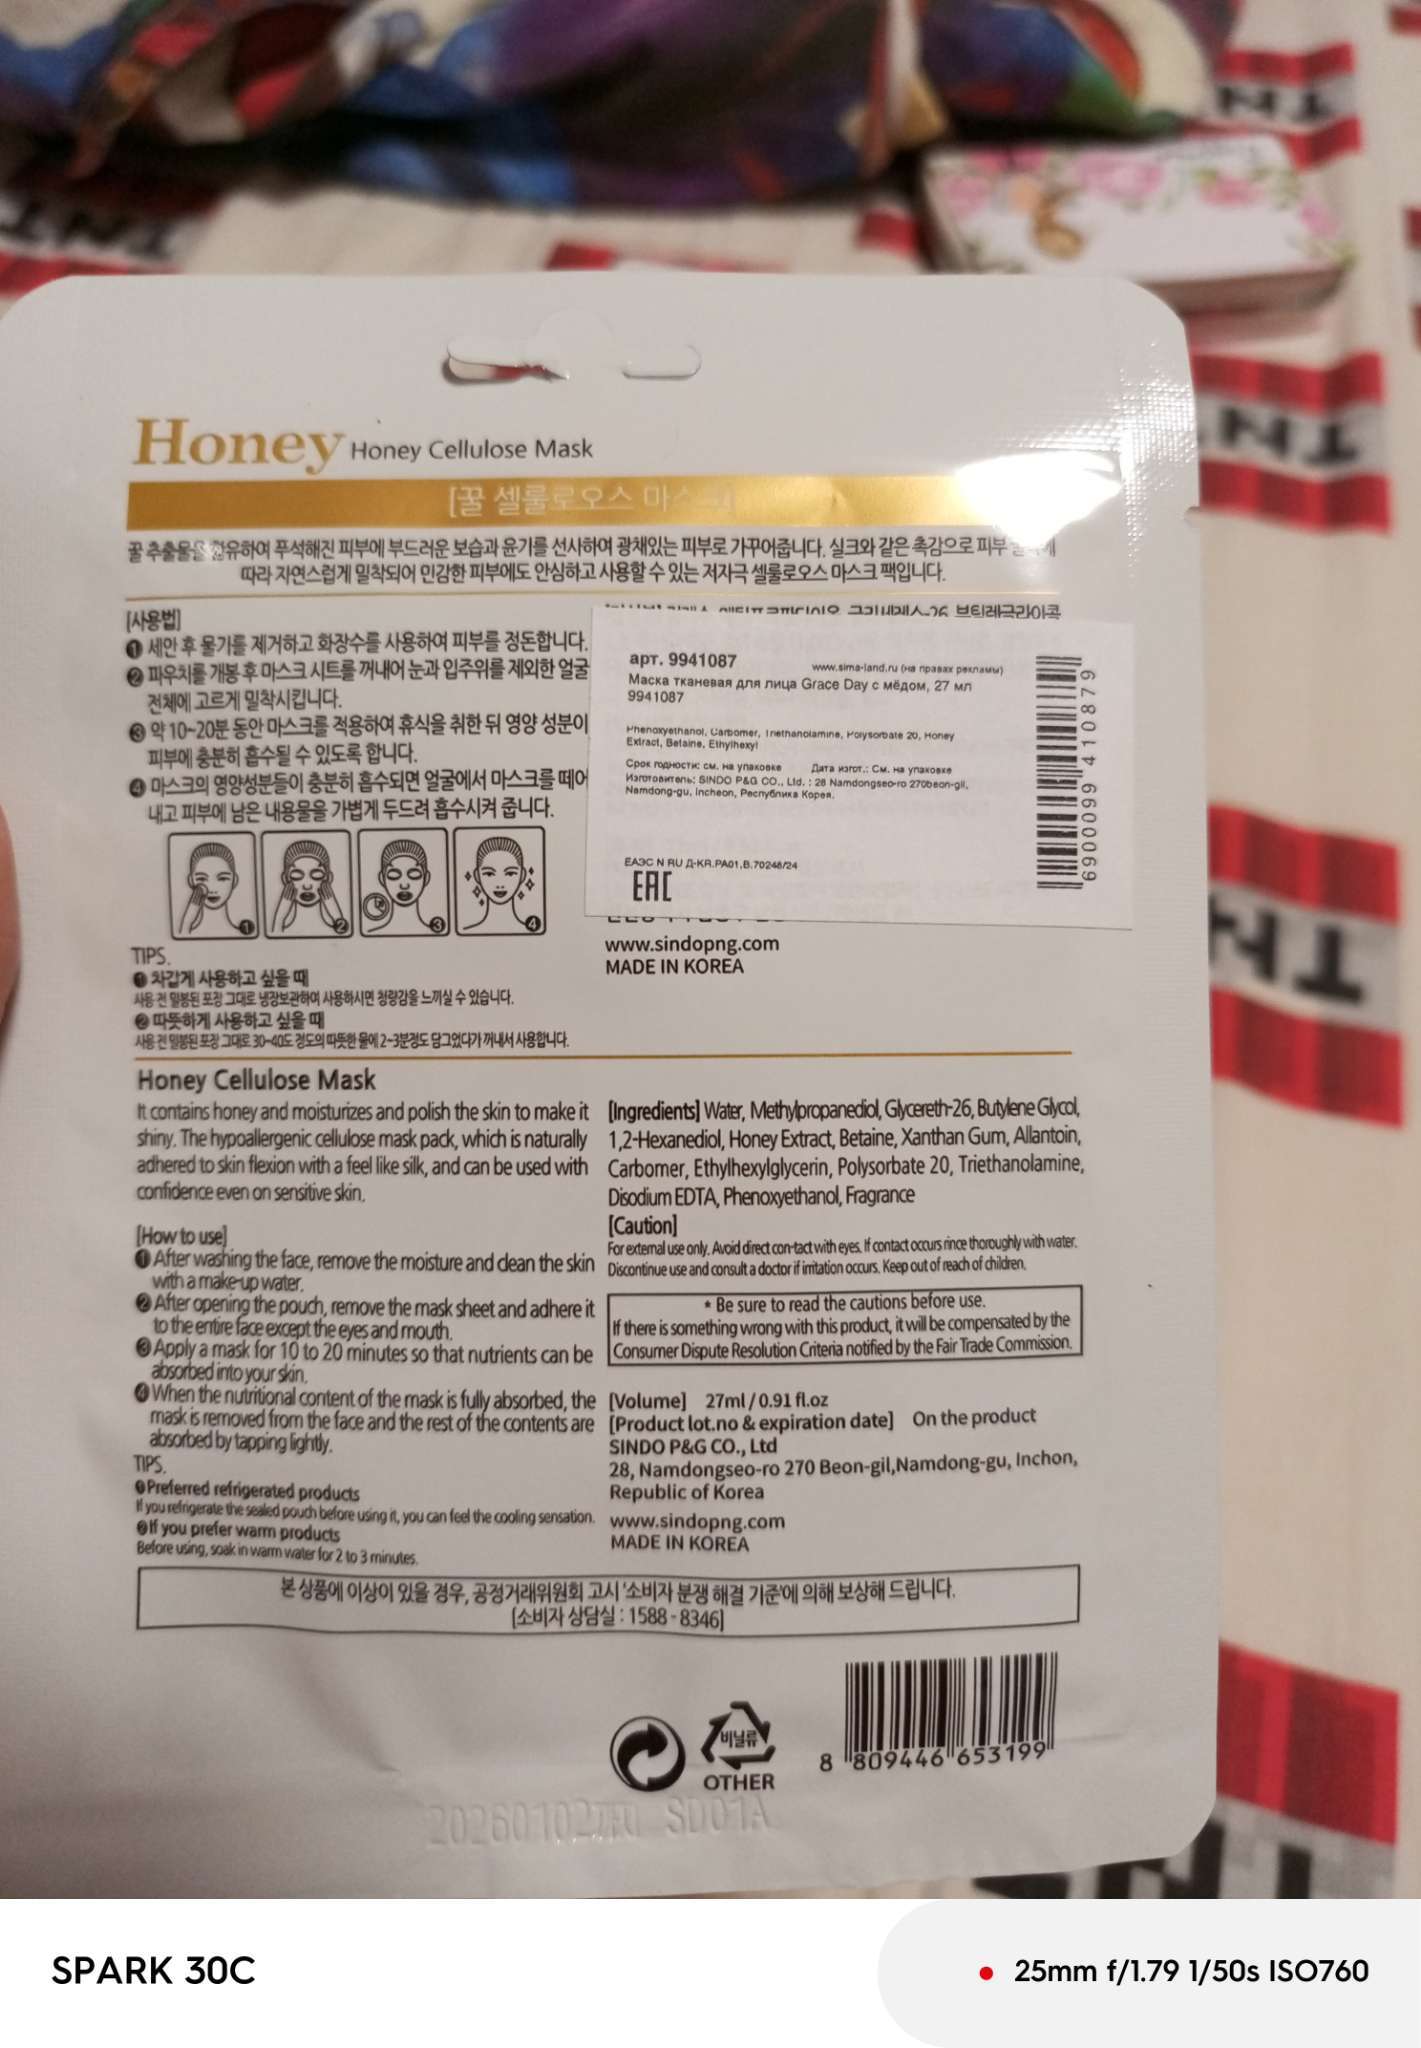 Honey Honey Cellulose Mask
[꿀 셀룰로오스 마스크]
꿀 추출물을 함유하여 푸석해진 피부에 부드러운 보습과 윤기를 선사하여 광채있는 피부로 가꾸어줍니다. 실크와 같은 촉감으로 피부
따라 자연스럽게 밀착되어 민감한 피부에도 안심하고 사용할 수 있는 저자극 셀룰로오스 마스크 팩입니다.
[사용법]
❶ 세안 후 물기를 제거하고 화장수를 사용하여 피부를 정돈합니다.
❷ 파우치를 개봉 후 마스크 시트를 꺼내어 눈과 입주위를 제외한 얼굴
전체에 고르게 밀착시킵니다.
❸ 약 10~20분 동안 마스크를 적용하여 휴식을 취한 뒤 영양 성분이
피부에 충분히 흡수될 수 있도록 합니다.
❹ 마스크의 영양성분들이 충분히 흡수되면 얼굴에서 마스크를 떼어
내고 피부에 남은 내용물을 가볍게 두드려 흡수시켜 줍니다.
1 2 3 4
TIPS.
❶ 차갑게 사용하고 싶을 때
사용 전 밀봉된 포장 그대로 냉장보관하여 사용하시면 청량감을 느끼실 수 있습니다.
❷ 따뜻하게 사용하고 싶을 때
사용 전 밀봉된 포장 그대로 30~40도 정도의 따뜻한 물에 2~3분정도 담그었다가 꺼내서 사용합니다.
арт. 9941087
www.sima-land.ru (на правах рекламы)
Маска тканевая для лица Grace Day с мёдом, 27 мл
9941087
Phenoxyethanol, Carbomer, Triethanolamine, Polysorbate 20, Honey
Extract, Betaine, Ethylhexyl
Срок годности: см. на упаковке Дата изгот.: См. на упаковке
Изготовитель: SINDO P&G CO., Ltd. : 28 Namdongseo-ro 270beon-gil,
Namdong-gu, Incheon, Республика Корея.
ЕАЭС N RU Д-KR.РА01.В.70248/24
EAC
6900099410879
www.sindopng.com
MADE IN KOREA
Honey Cellulose Mask
It contains honey and moisturizes and polish the skin to make it
shiny. The hypoallergenic cellulose mask pack, which is naturally
adhered to skin flexion with a feel like silk, and can be used with
confidence even on sensitive skin.
[How to use]
❶ After washing the face, remove the moisture and clean the skin
with a make-up water.
❷ After opening the pouch, remove the mask sheet and adhere it
to the entire face except the eyes and mouth.
❸ Apply a mask for 10 to 20 minutes so that nutrients can be
absorbed into your skin.
❹ When the nutritional content of the mask is fully absorbed, the
mask is removed from the face and the rest of the contents are
absorbed by tapping lightly.
TIPS.
❶ Preferred refrigerated products
If you refrigerate the sealed pouch before using it, you can feel the cooling sensation.
❷ If you prefer warm products
Before using, soak in warm water for 2 to 3 minutes.
[Ingredients] Water, Methylpropanediol, Glycereth-26, Butylene Glycol,
1,2-Hexanediol, Honey Extract, Betaine, Xanthan Gum, Allantoin,
Carbomer, Ethylhexylglycerin, Polysorbate 20, Triethanolamine,
Disodium EDTA, Phenoxyethanol, Fragrance
[Caution]
For external use only. Avoid direct con-tact with eyes. If contact occurs rince thoroughly with water.
Discontinue use and consult a doctor if irritation occurs. Keep out of reach of children.
* Be sure to read the cautions before use.
If there is something wrong with this product, it will be compensated by the
Consumer Dispute Resolution Criteria notified by the Fair Trade Commission.
[Volume] 27ml / 0.91 fl.oz
[Product lot.no & expiration date] On the product
SINDO P&G CO., Ltd
28, Namdongseo-ro 270 Beon-gil,Namdong-gu, Inchon,
Republic of Korea
www.sindopng.com
MADE IN KOREA
본 상품에 이상이 있을 경우, 공정거래위원회 고시 '소비자 분쟁 해결 기준'에 의해 보상해 드립니다.
[소비자 상담실 : 1588 - 8346]
비닐류
OTHER
8 809446 653199
20260102 SD01A
TNT
TNT
TNT
TNT
SPARK 30C
25mm f/1.79 1/50s ISO760